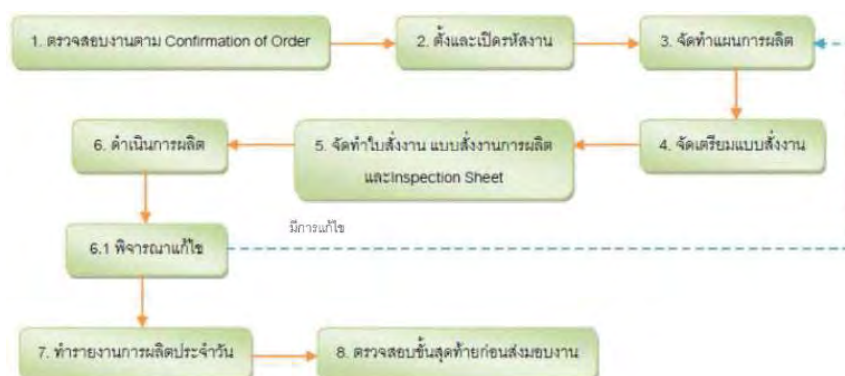 1. ตรวจสอบงานตาม Confirmation of Order
2. ตั้งและเปิดรหัสงาน
3. จัดทำแผนการผลิต
4. จัดเตรียมแบบสั่งงาน
5. จัดทำใบสั่งงาน แบบสั่งงานการผลิต
และInspection Sheet
6. ดำเนินการผลิต
6.1 พิจารณาแก้ไข
มีการแก้ไข
7. ทำรายงานการผลิตประจำวัน
8. ตรวจสอบขั้นสุดท้ายก่อนส่งมอบงาน